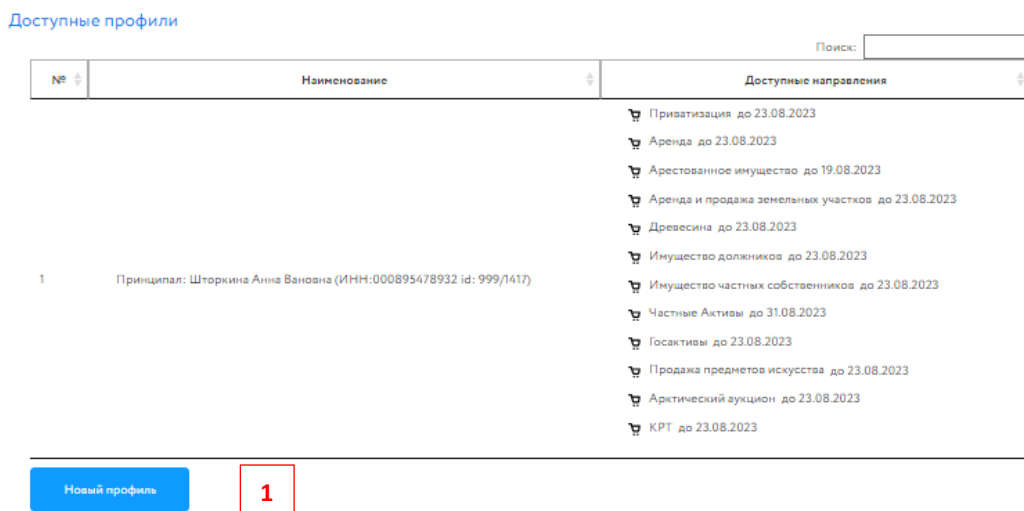 Доступные профили
Поиск:
№ Наименование Доступные направления
Приватизация до 23.08.2023
Аренда до 23.08.2023
Арестованное имущество до 19.08.2023
Аренда и продажа земельных участков до 23.08.2023
Древесина до 23.08.2023
Имущество должников до 23.08.2023
1 Принципал: Шторкина Анна Вановна (ИНН:000895478932 id: 999/1417)
Имущество частных собственников до 23.08.2023
Частные Активы до 31.08.2023
Госактивы до 23.08.2023
Продажа предметов искусства до 23.08.2023
Арктический аукцион до 23.08.2023
КРТ до 23.08.2023
Новый профиль
1